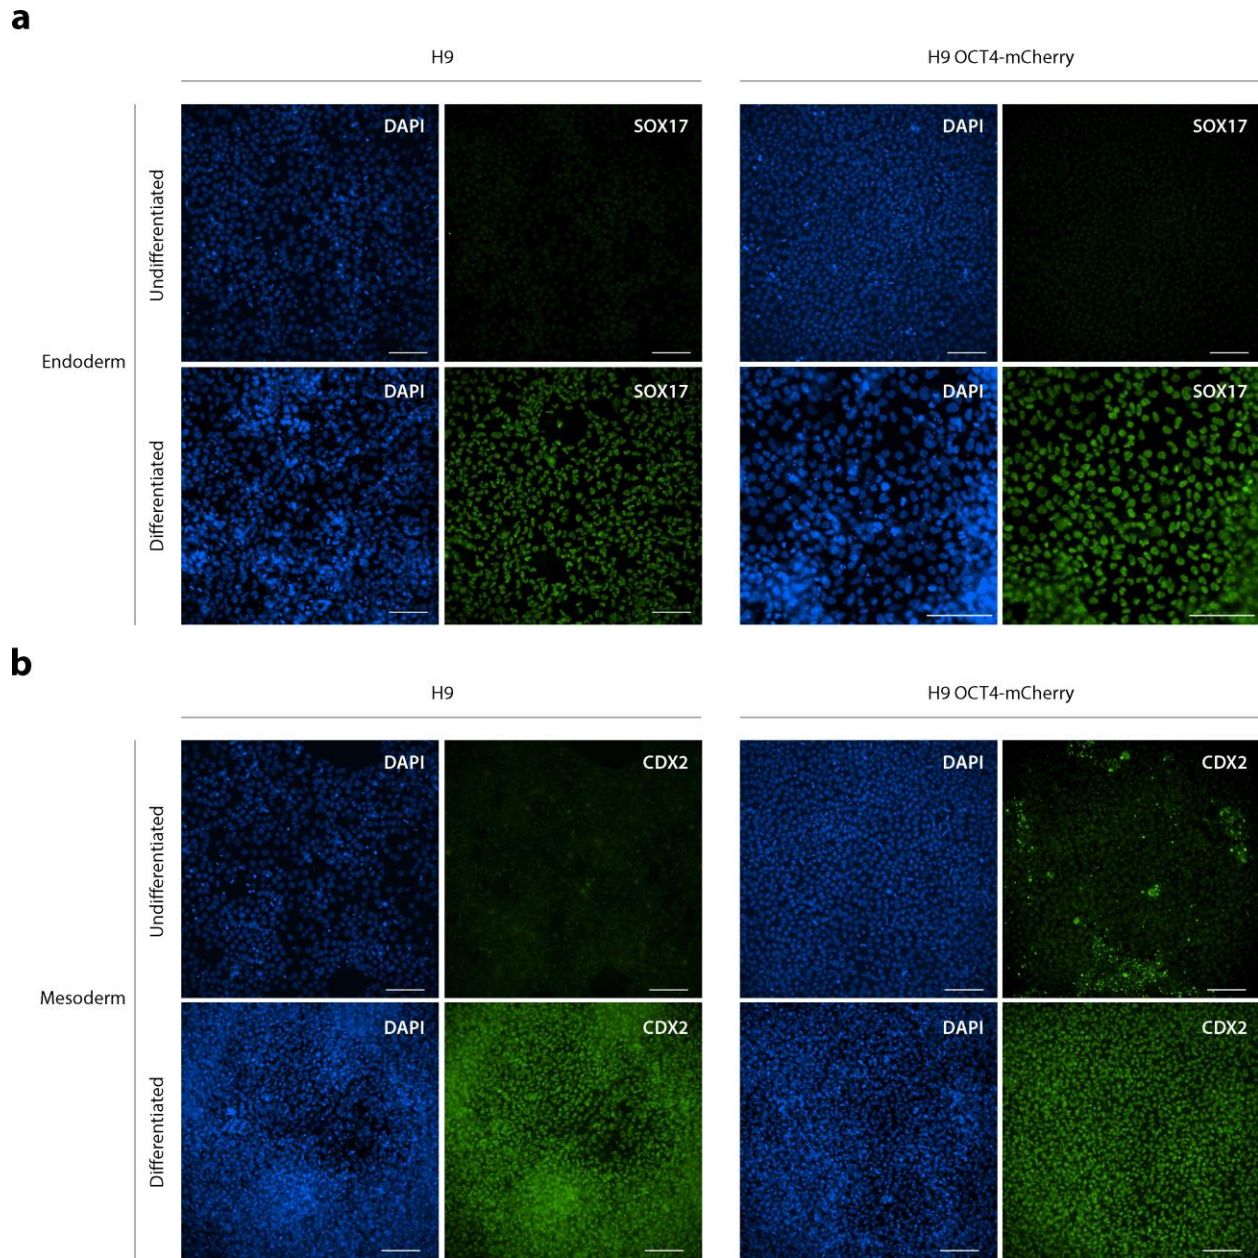 a
H9
H9 OCT4-mCherry
Endoderm
Undifferentiated
DAPI
SOX17
DAPI
SOX17
Differentiated
DAPI
SOX17
DAPI
SOX17
b
H9
H9 OCT4-mCherry
Mesoderm
Undifferentiated
DAPI
CDX2
DAPI
CDX2
Differentiated
DAPI
CDX2
DAPI
CDX2